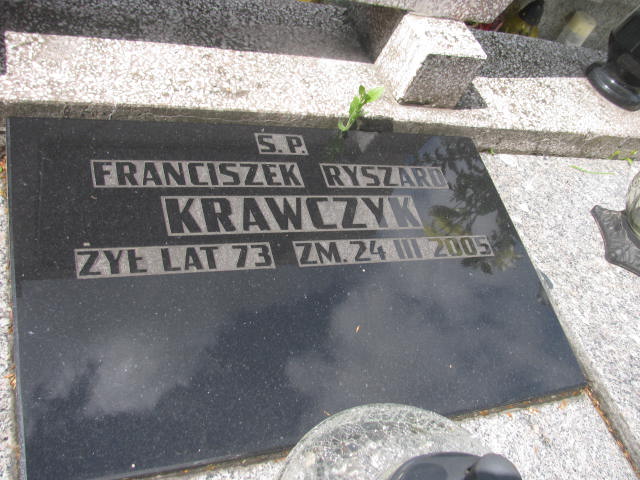 S. P.
FRANCISZEK RYSZARD
KRAWCZYK
ŻYŁ LAT 73 ZM. 24 III 2005